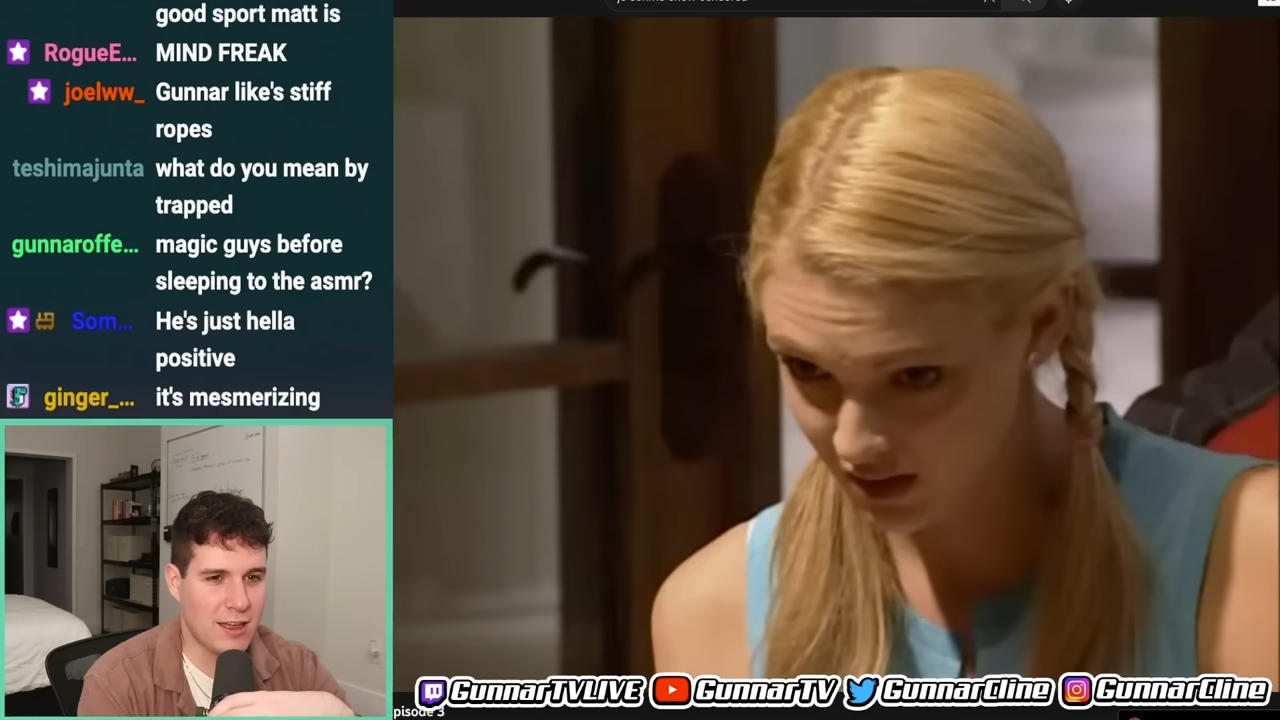 good sport matt is
RogueE... MIND FREAK
joelww_ Gunnar like's stiff
ropes
teshimajunta what do you mean by
trapped
gunnaroffe... magic guys before
sleeping to the asmr?
Som... He's just hella
positive
ginger_... it's mesmerizing
GunnarTVLIVE GunnarTV GunnarCline GunnarCline
pisode 3